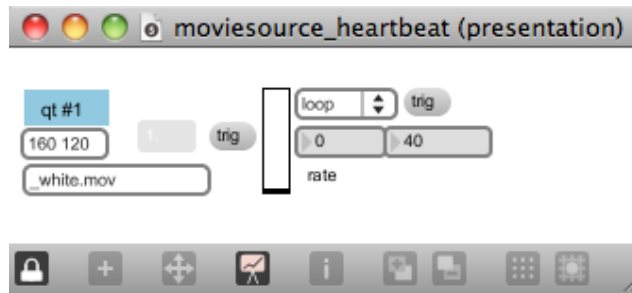 moviesource_heartbeat (presentation)
qt #1
160 120
_white.mov
1.
trig
loop
trig
0
40
rate